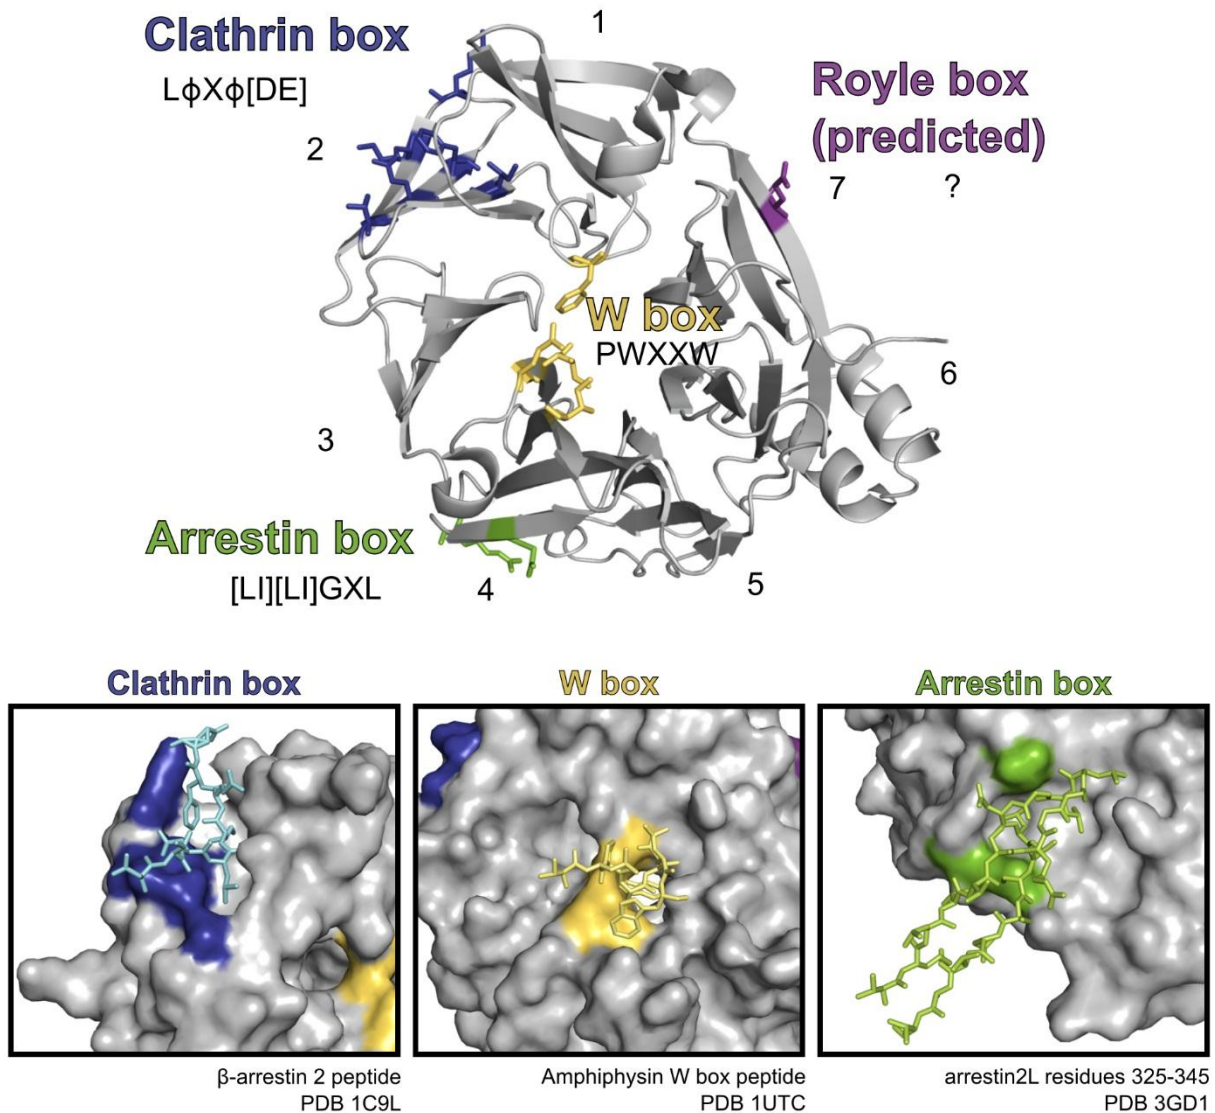 Clathrin box
LϕXϕ[DE]
1
Royle box
(predicted)
2
7
?
W box
PWXXW
6
3
Arrestin box
[LI][LI]GXL
4
5
Clathrin box
W box
Arrestin box
β-arrestin 2 peptide
PDB 1C9L
Amphiphysin W box peptide
PDB 1UTC
arrestin2L residues 325-345
PDB 3GD1